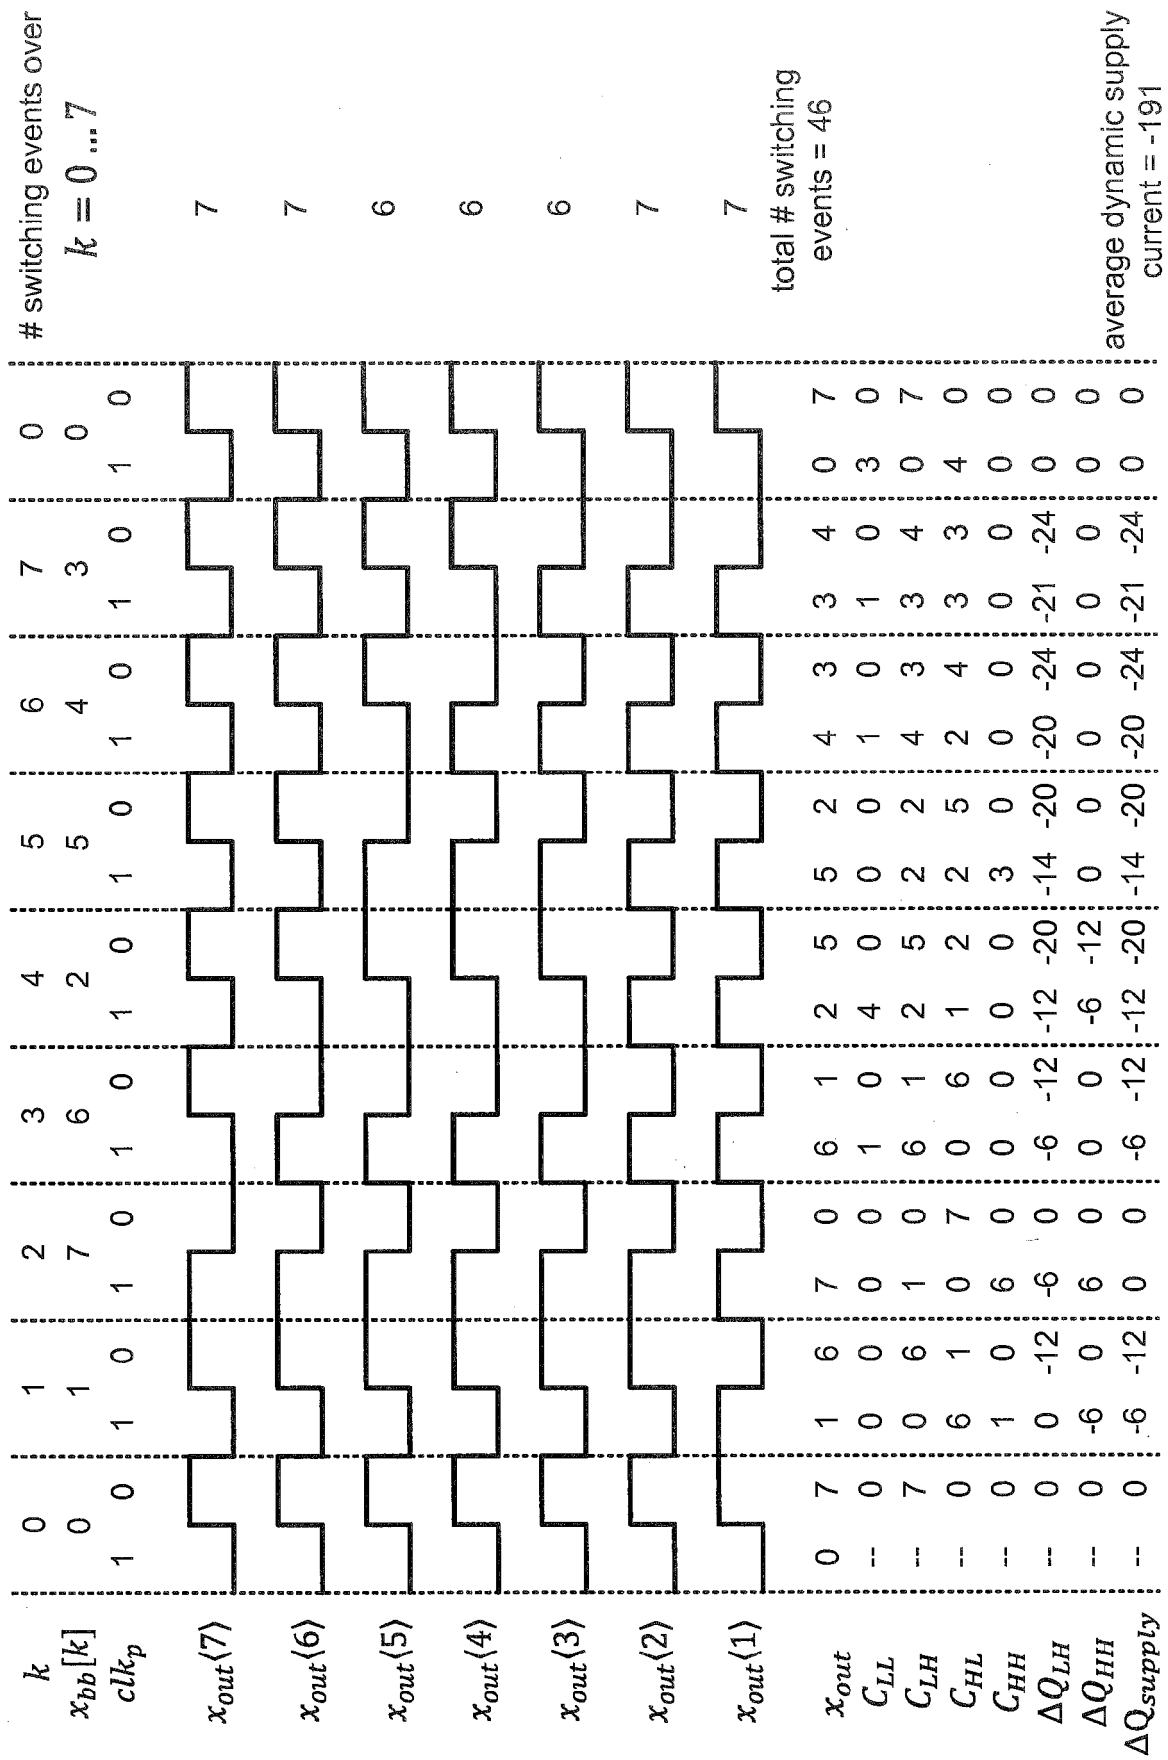 k 0 1 2 3 4 5 6 7 0 # switching events over
x_bb[k] 0 1 7 6 2 5 4 3 0 k = 0 ... 7
clk_p 1 0 1 0 1 0 1 0 1 0 1 0 1 0 1 0 1 0
x_out⟨7⟩ 7
x_out⟨6⟩ 7
x_out⟨5⟩ 6
x_out⟨4⟩ 6
x_out⟨3⟩ 6
x_out⟨2⟩ 7
x_out⟨1⟩ 7
total # switching
events = 46
x_out 0 7 1 6 7 0 6 1 2 5 5 2 4 3 3 4 0 7
C_LL -- 0 0 0 0 0 1 0 4 0 0 0 1 0 1 0 3 0
C_LH -- 7 0 6 1 0 6 1 2 5 2 2 4 3 3 4 0 7
C_HL -- 0 6 1 0 7 0 6 1 2 2 5 2 4 3 3 4 0
C_HH -- 0 1 0 6 0 0 0 0 0 3 0 0 0 0 0 0 0
ΔQ_LH -- 0 0 -12 -6 0 -6 -12 -12 -20 -14 -20 -20 -24 -21 -24 0 0
ΔQ_HH -- 0 -6 0 6 0 0 0 -6 -12 0 0 0 0 0 0 0 0
ΔQ_supply -- 0 -6 -12 0 0 -6 -12 -12 -20 -14 -20 -20 -24 -21 -24 0 0
average dynamic supply
current = -191